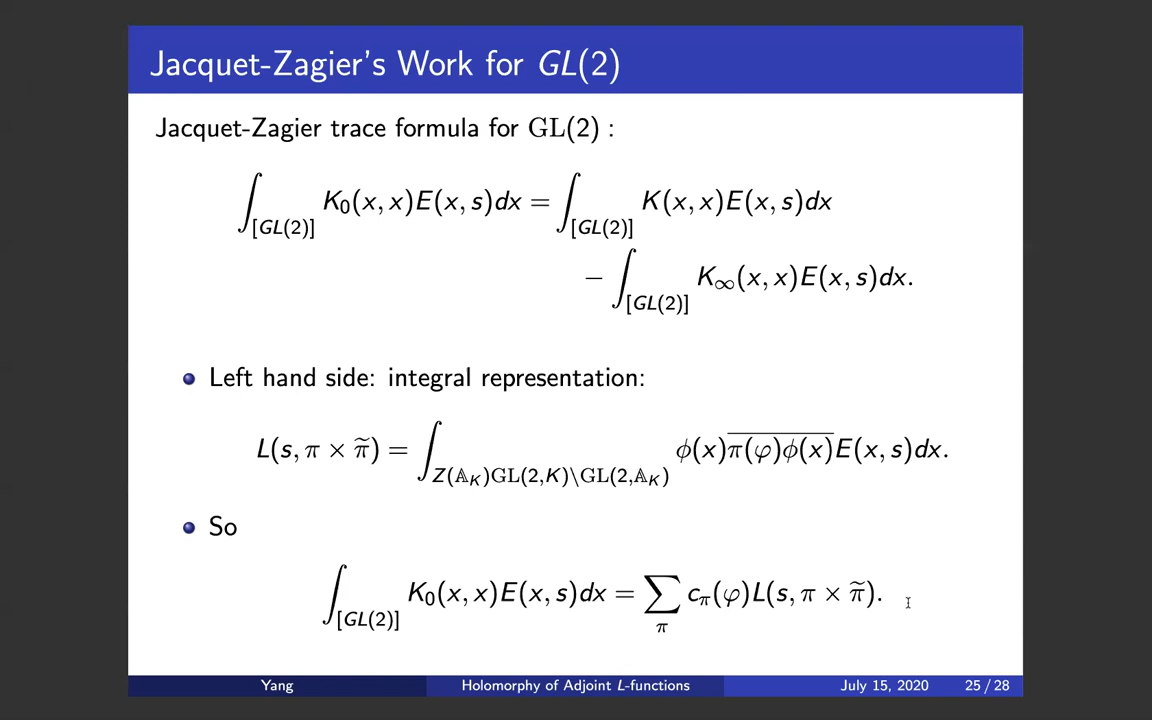 Jacquet-Zagier's Work for GL(2)
Jacquet-Zagier trace formula for GL(2) :
∫_{[GL(2)]} K₀(x, x)E(x, s)dx = ∫_{[GL(2)]} K(x, x)E(x, s)dx
− ∫_{[GL(2)]} K_∞(x, x)E(x, s)dx.
Left hand side: integral representation:
L(s, π × π̃) = ∫_{Z(𝔸_K)GL(2,K)\GL(2,𝔸_K)} ϕ(x)\overline{π(φ)ϕ(x)}E(x, s)dx.
So
∫_{[GL(2)]} K₀(x, x)E(x, s)dx = ∑_π c_π(φ)L(s, π × π̃).
Yang Holomorphy of Adjoint L-functions July 15, 2020 25 / 28